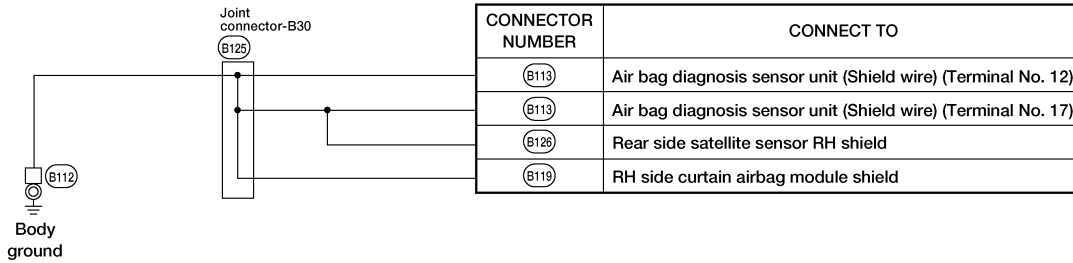 Joint
connector-B30
B125
CONNECTOR
NUMBER
CONNECT TO
B113
Air bag diagnosis sensor unit (Shield wire) (Terminal No. 12)
B113
Air bag diagnosis sensor unit (Shield wire) (Terminal No. 17)
B126
Rear side satellite sensor RH shield
B119
RH side curtain airbag module shield
B112
Body
ground